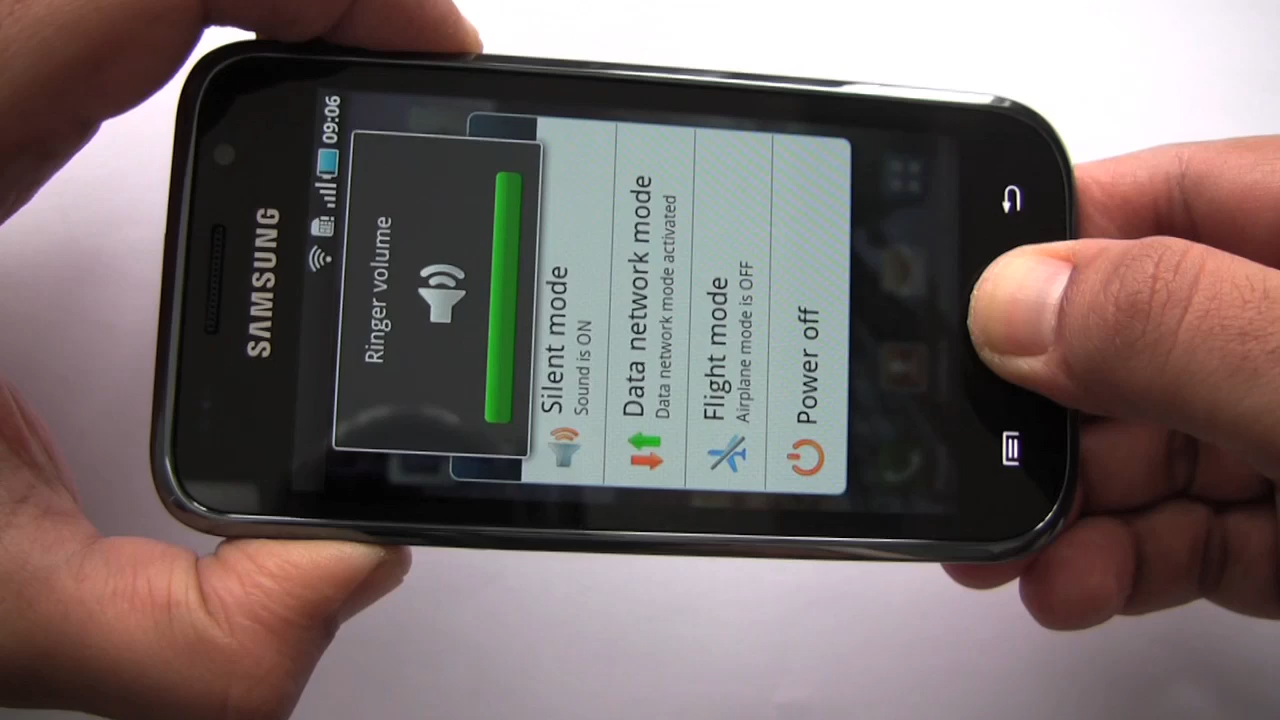 SAMSUNG
09:06
Ringer volume
Silent mode
Sound is ON
Data network mode
Data network mode activated
Flight mode
Airplane mode is OFF
Power off